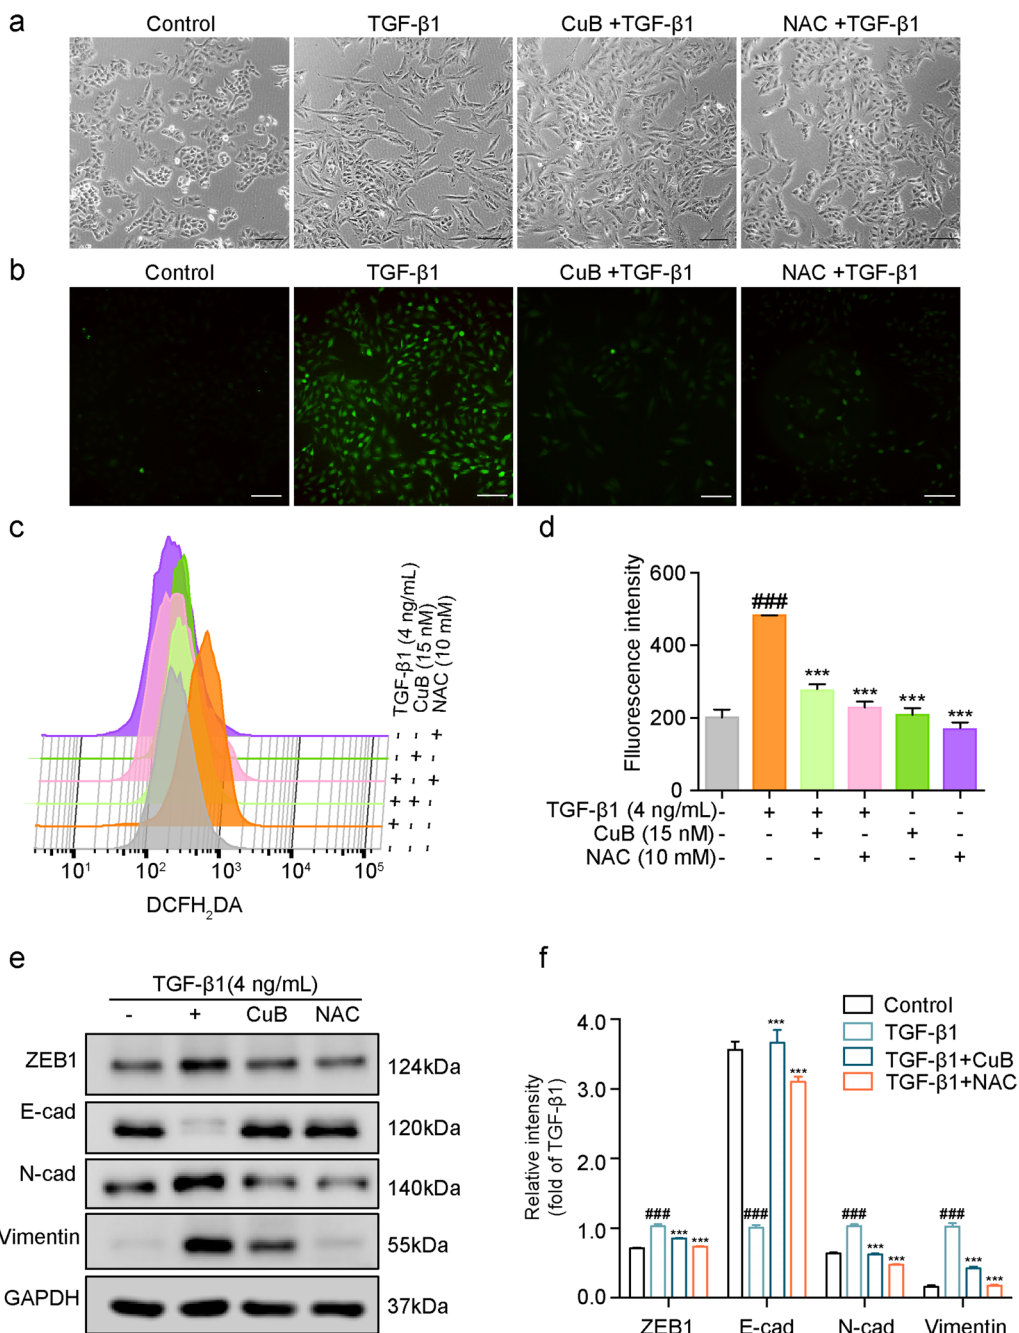 a
Control TGF-β1 CuB +TGF-β1 NAC +TGF-β1
b
Control TGF-β1 CuB +TGF-β1 NAC +TGF-β1
c
TGF-β1 (4 ng/mL)
CuB (15 nM)
NAC (10 mM)
- - +
- + -
+ - +
+ + -
+ - -
- - -
10¹ 10² 10³ 10⁴ 10⁵
DCFH₂DA
d
Flluorescence intensity
600
400
200
0
### *** *** *** ***
TGF-β1 (4 ng/mL) - + + + - -
CuB (15 nM) - - + - + -
NAC (10 mM) - - - + - +
e
TGF-β1(4 ng/mL)
- + CuB NAC
ZEB1 124kDa
E-cad 120kDa
N-cad 140kDa
Vimentin 55kDa
GAPDH 37kDa
f
Control
TGF-β1
TGF-β1+CuB
TGF-β1+NAC
Relative intensity
(fold of TGF-β1)
4.0
3.0
2.0
1.0
0.0
### *** *** ### *** *** ### *** *** ### *** ***
ZEB1 E-cad N-cad Vimentin